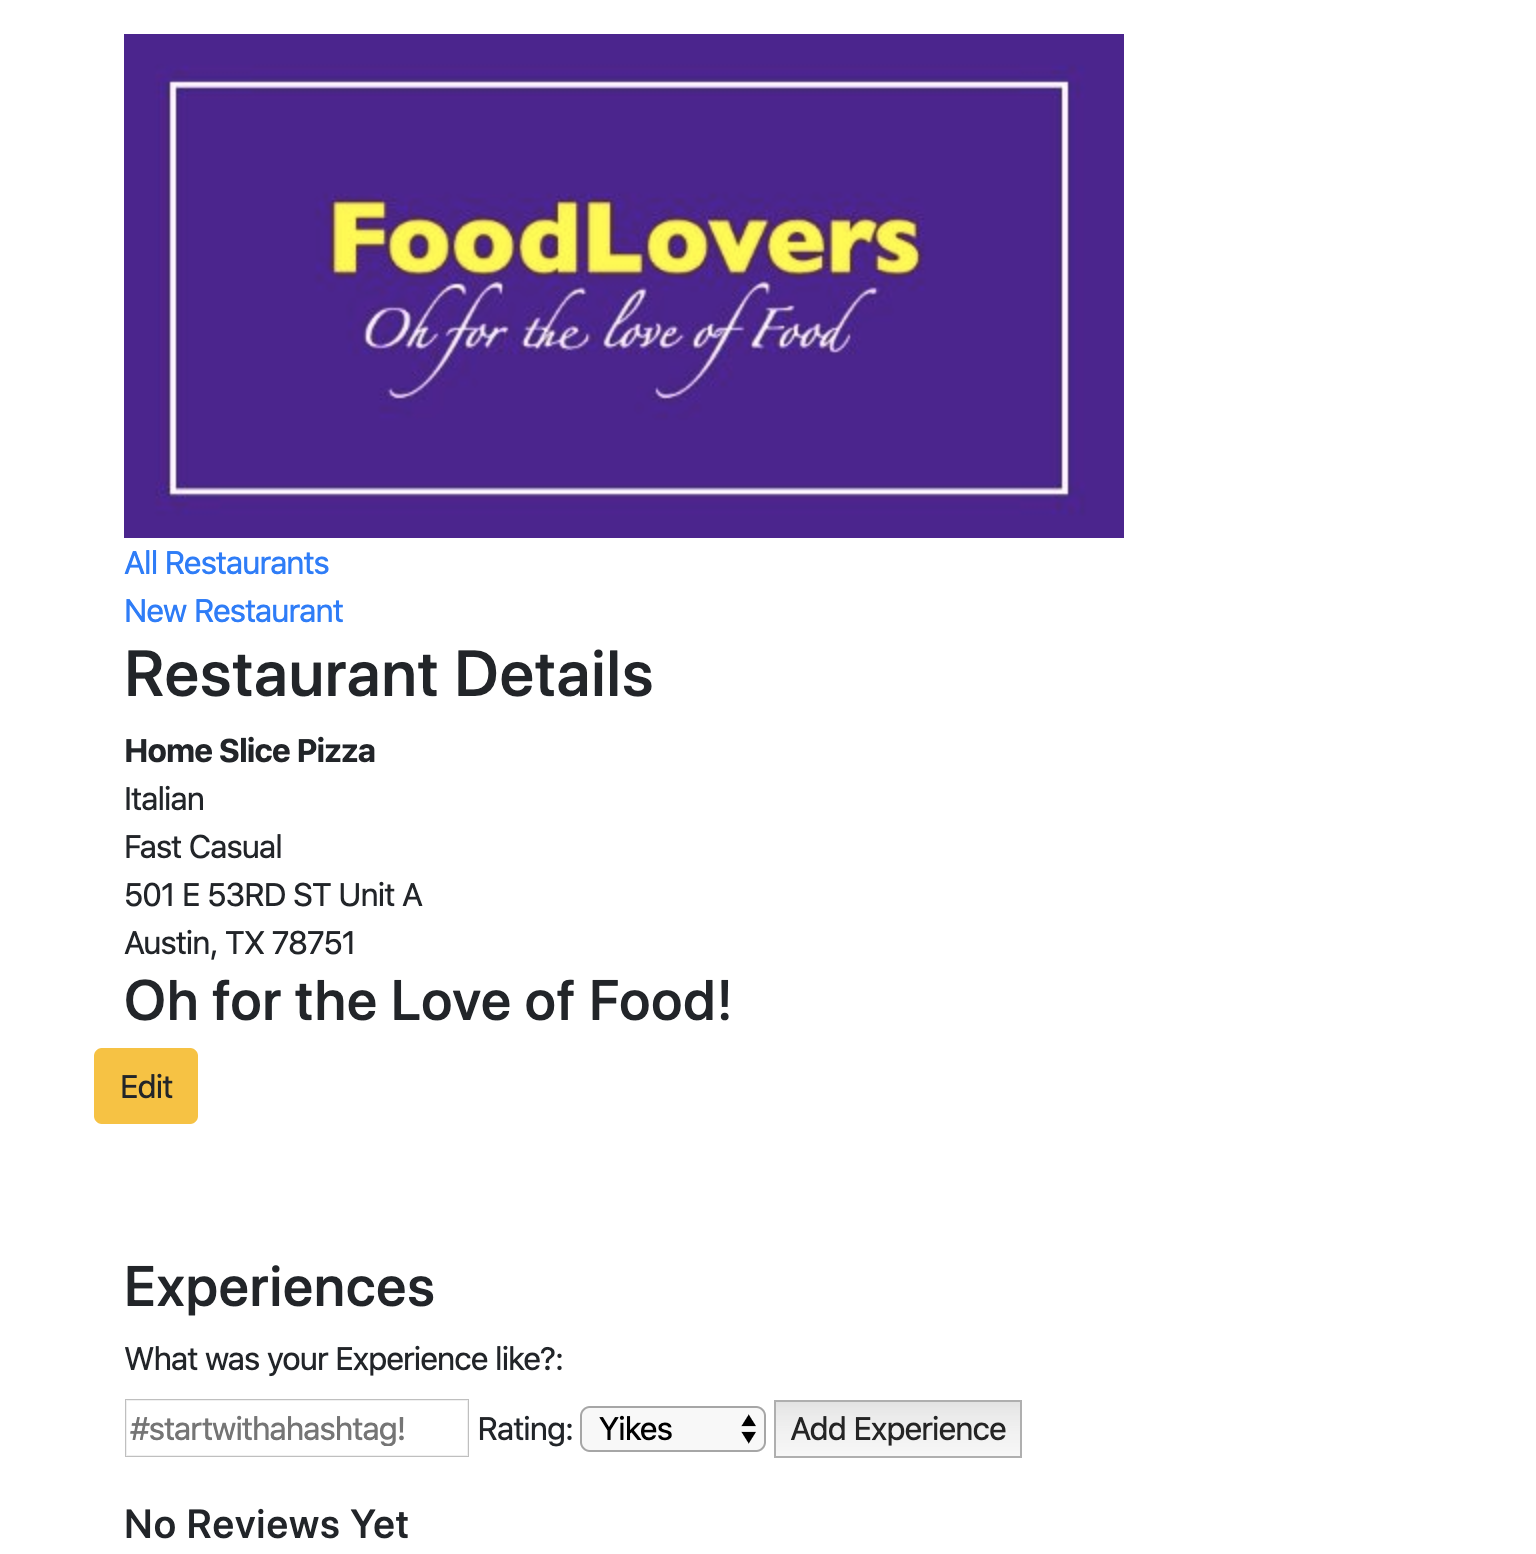 FoodLovers
Oh for the love of Food
All Restaurants
New Restaurant
Restaurant Details
Home Slice Pizza
Italian
Fast Casual
501 E 53RD ST Unit A
Austin, TX 78751
Oh for the Love of Food!
Edit
Experiences
What was your Experience like?:
#startwithahashtag! Rating: Yikes Add Experience
No Reviews Yet